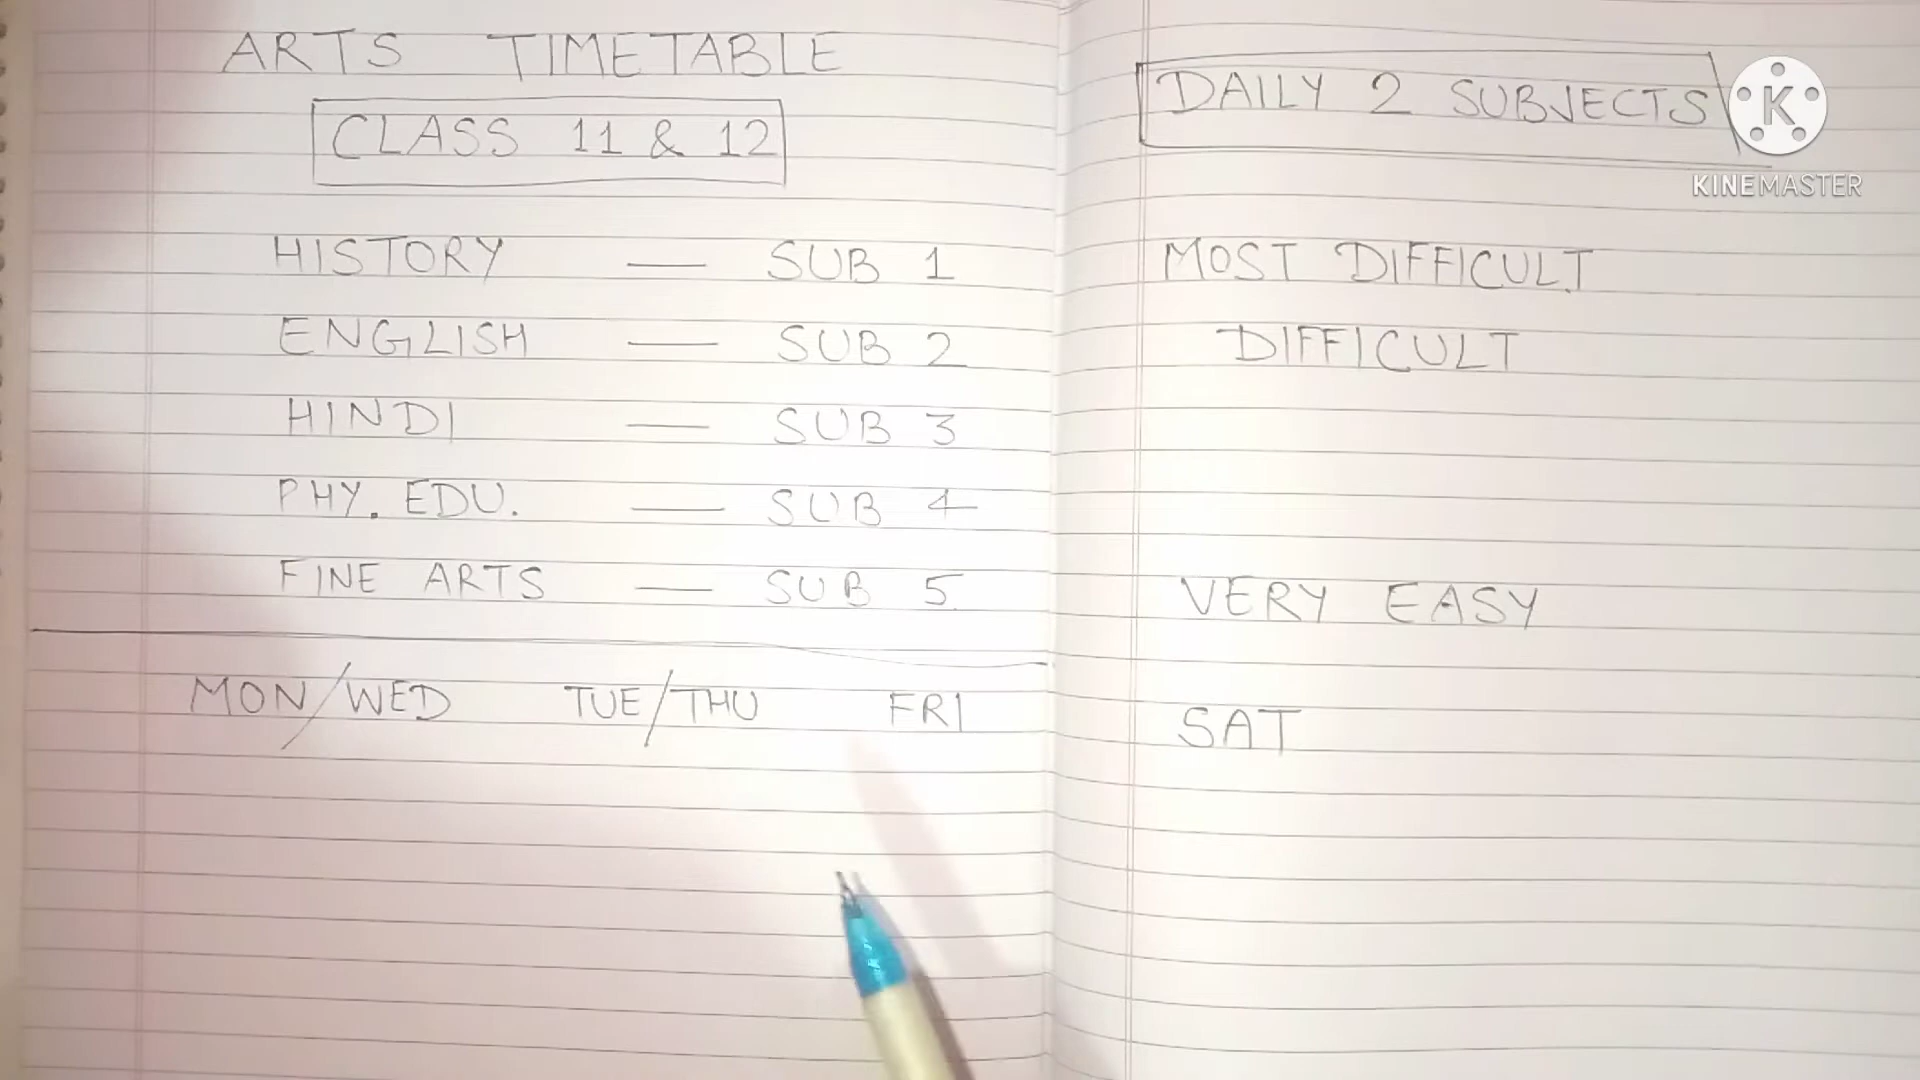 ARTS TIMETABLE
CLASS 11 & 12
HISTORY — SUB 1
ENGLISH — SUB 2
HINDI — SUB 3
PHY. EDU. — SUB 4
FINE ARTS — SUB 5
MON/WED TUE/THU FRI
DAILY 2 SUBJECTS
K
KINEMASTER
MOST DIFFICULT
DIFFICULT
VERY EASY
SAT